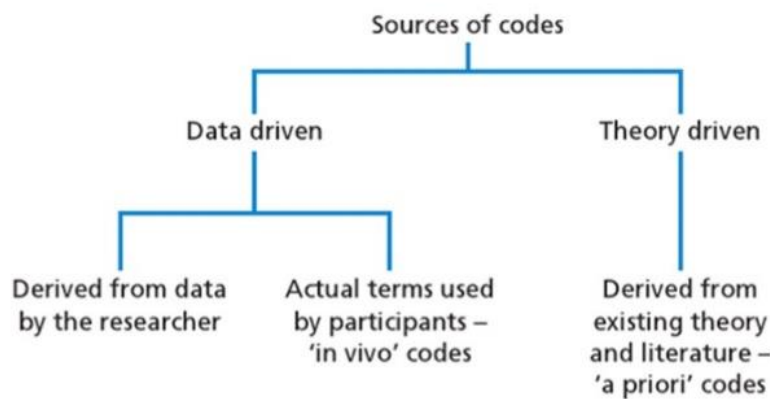 Sources of codes
Data driven
Theory driven
Derived from data
by the researcher
Actual terms used
by participants –
‘in vivo’ codes
Derived from
existing theory
and literature –
‘a priori’ codes